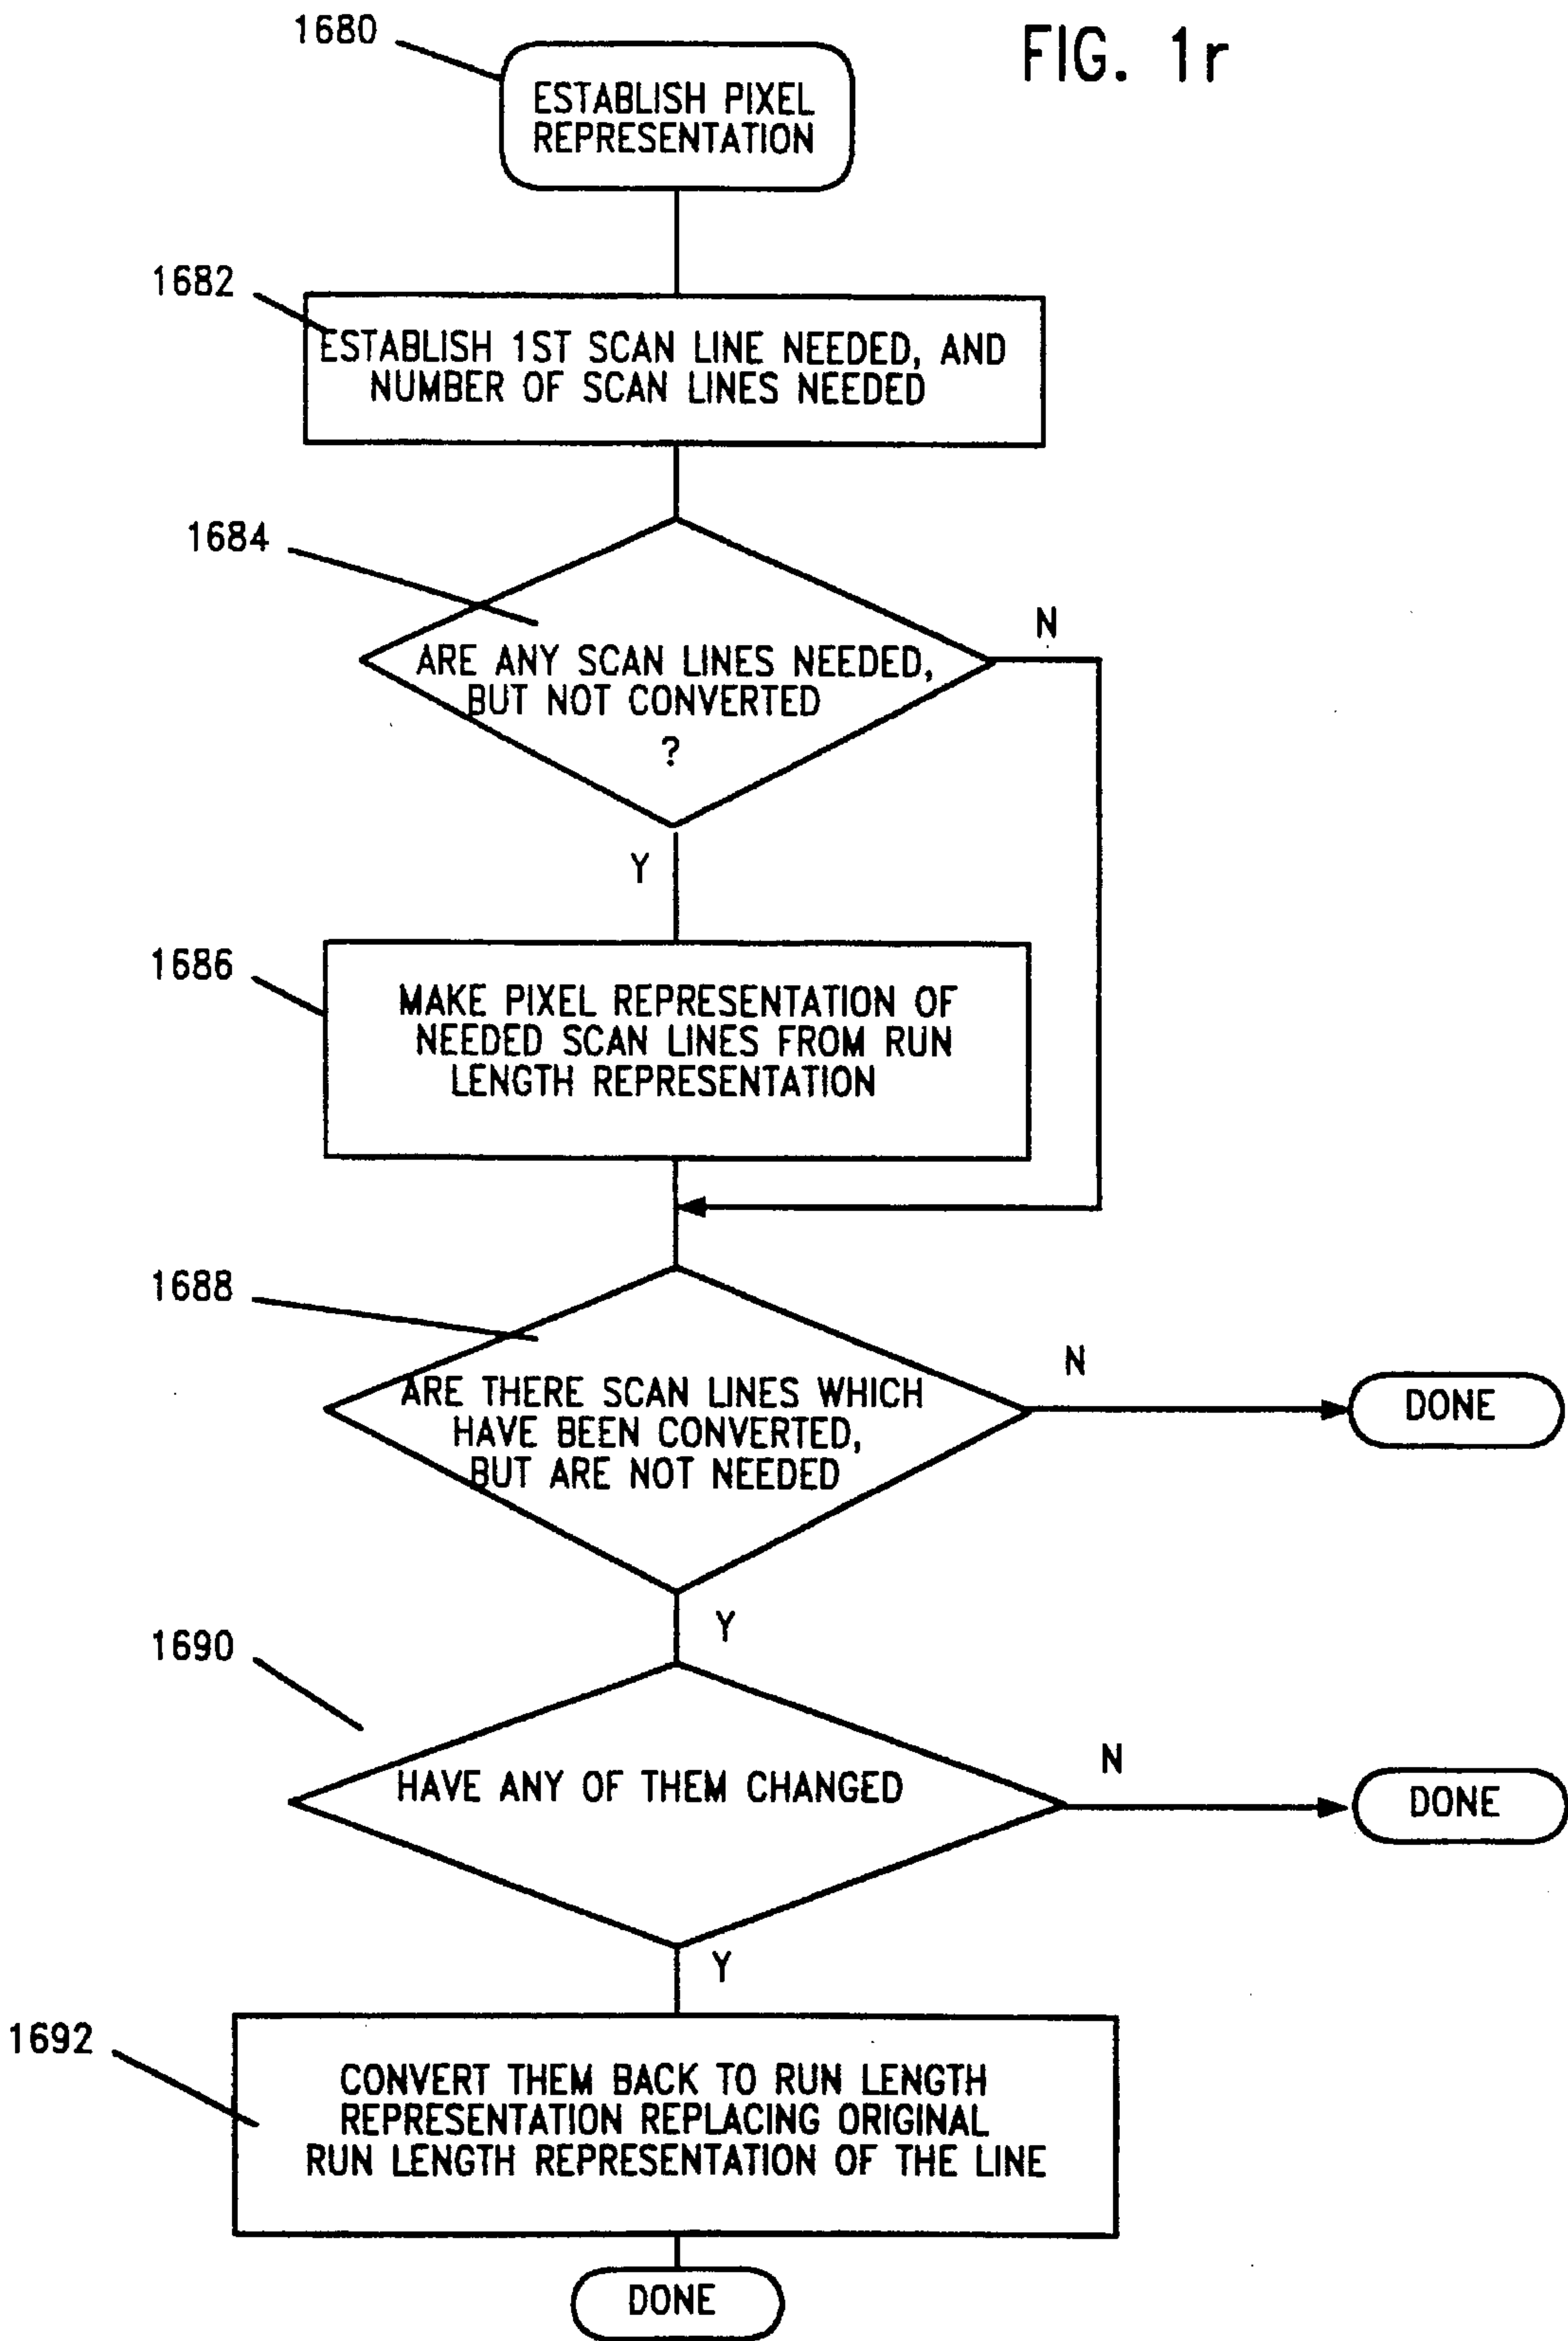 FIG. 1r
1680
ESTABLISH PIXEL
REPRESENTATION
1682
ESTABLISH 1ST SCAN LINE NEEDED, AND
NUMBER OF SCAN LINES NEEDED
1684
N
ARE ANY SCAN LINES NEEDED,
BUT NOT CONVERTED
?
Y
1686
MAKE PIXEL REPRESENTATION OF
NEEDED SCAN LINES FROM RUN
LENGTH REPRESENTATION
1688
N
ARE THERE SCAN LINES WHICH
HAVE BEEN CONVERTED,
BUT ARE NOT NEEDED
DONE
Y
1690
N
HAVE ANY OF THEM CHANGED
DONE
Y
1692
CONVERT THEM BACK TO RUN LENGTH
REPRESENTATION REPLACING ORIGINAL
RUN LENGTH REPRESENTATION OF THE LINE
DONE